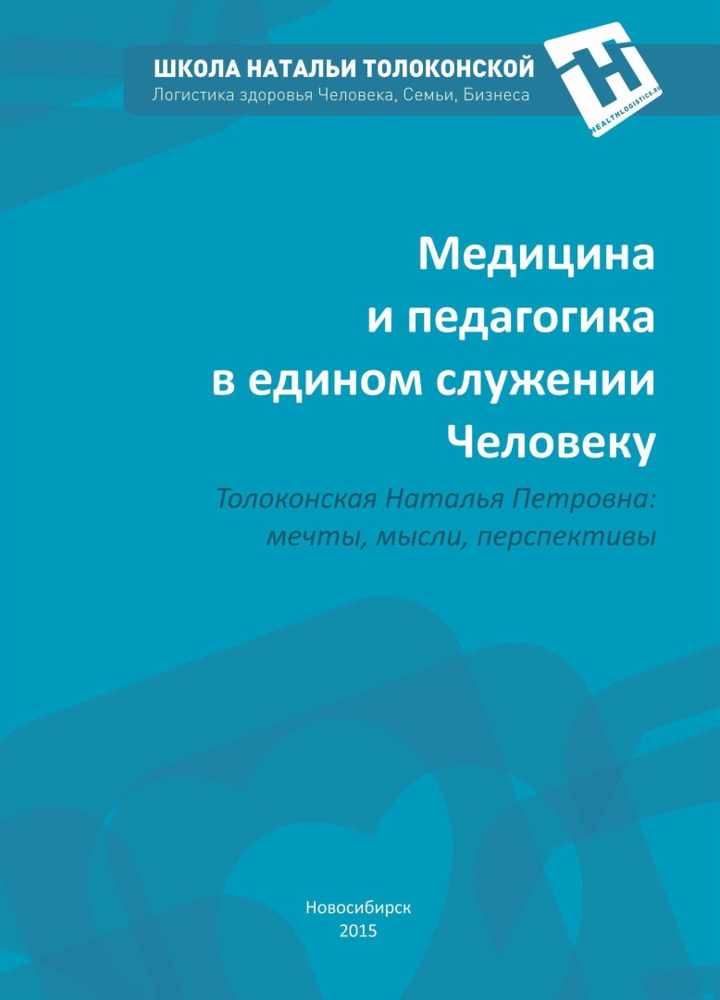 ШКОЛА НАТАЛЬИ ТОЛОКОНСКОЙ
Логистика здоровья Человека, Семьи, Бизнеса
HEALTHLOGISTICS.RU
Медицина
и педагогика
в едином служении
Человеку
Толоконская Наталья Петровна:
мечты, мысли, перспективы
Новосибирск
2015